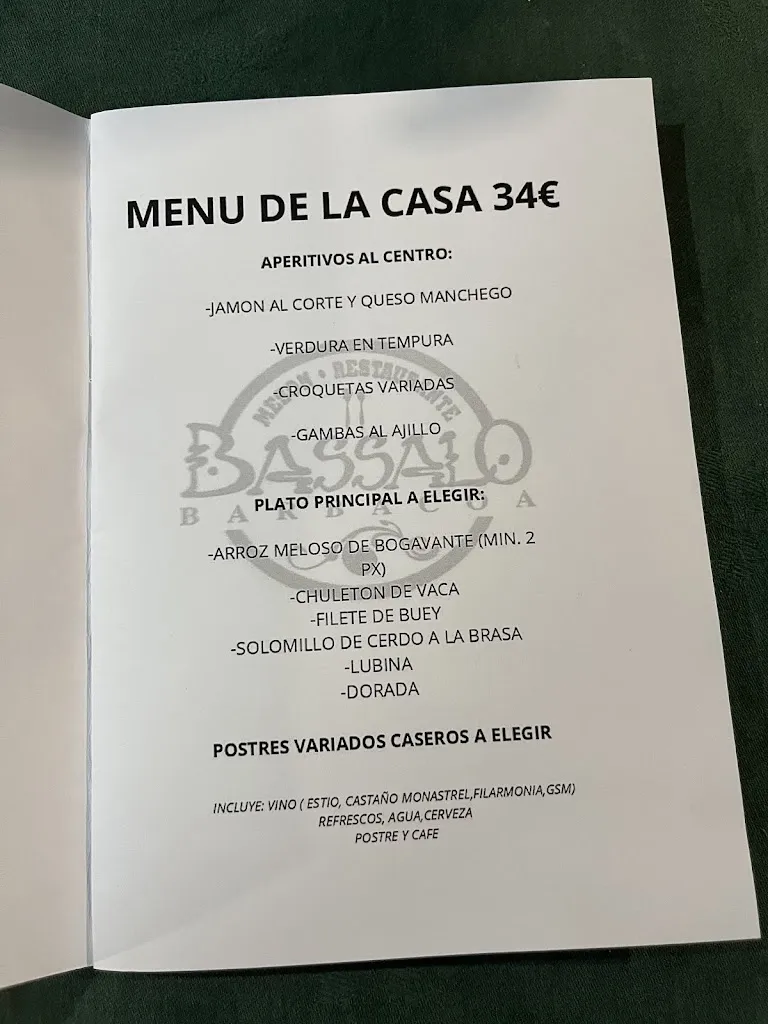 MENU DE LA CASA 34€
APERITIVOS AL CENTRO:
-JAMON AL CORTE Y QUESO MANCHEGO
-VERDURA EN TEMPURA
MESON • RESTAURANTE
-CROQUETAS VARIADAS
-GAMBAS AL AJILLO
BASSALO
PLATO PRINCIPAL A ELEGIR:
BARBACOA
-ARROZ MELOSO DE BOGAVANTE (MIN. 2
PX)
-CHULETON DE VACA
-FILETE DE BUEY
-SOLOMILLO DE CERDO A LA BRASA
-LUBINA
-DORADA
POSTRES VARIADOS CASEROS A ELEGIR
INCLUYE: VINO ( ESTIO, CASTAÑO MONASTREL,FILARMONIA,GSM)
REFRESCOS, AGUA,CERVEZA
POSTRE Y CAFE